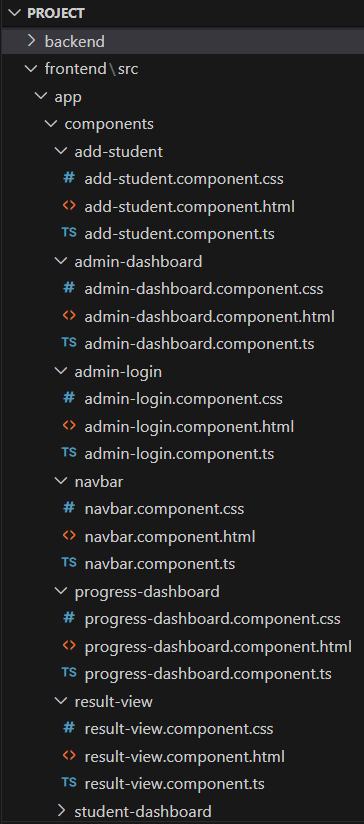 PROJECT
backend
frontend\src
app
components
add-student
# add-student.component.css
<> add-student.component.html
TS add-student.component.ts
admin-dashboard
# admin-dashboard.component.css
<> admin-dashboard.component.html
TS admin-dashboard.component.ts
admin-login
# admin-login.component.css
<> admin-login.component.html
TS admin-login.component.ts
navbar
# navbar.component.css
<> navbar.component.html
TS navbar.component.ts
progress-dashboard
# progress-dashboard.component.css
<> progress-dashboard.component.html
TS progress-dashboard.component.ts
result-view
# result-view.component.css
<> result-view.component.html
TS result-view.component.ts
student-dashboard